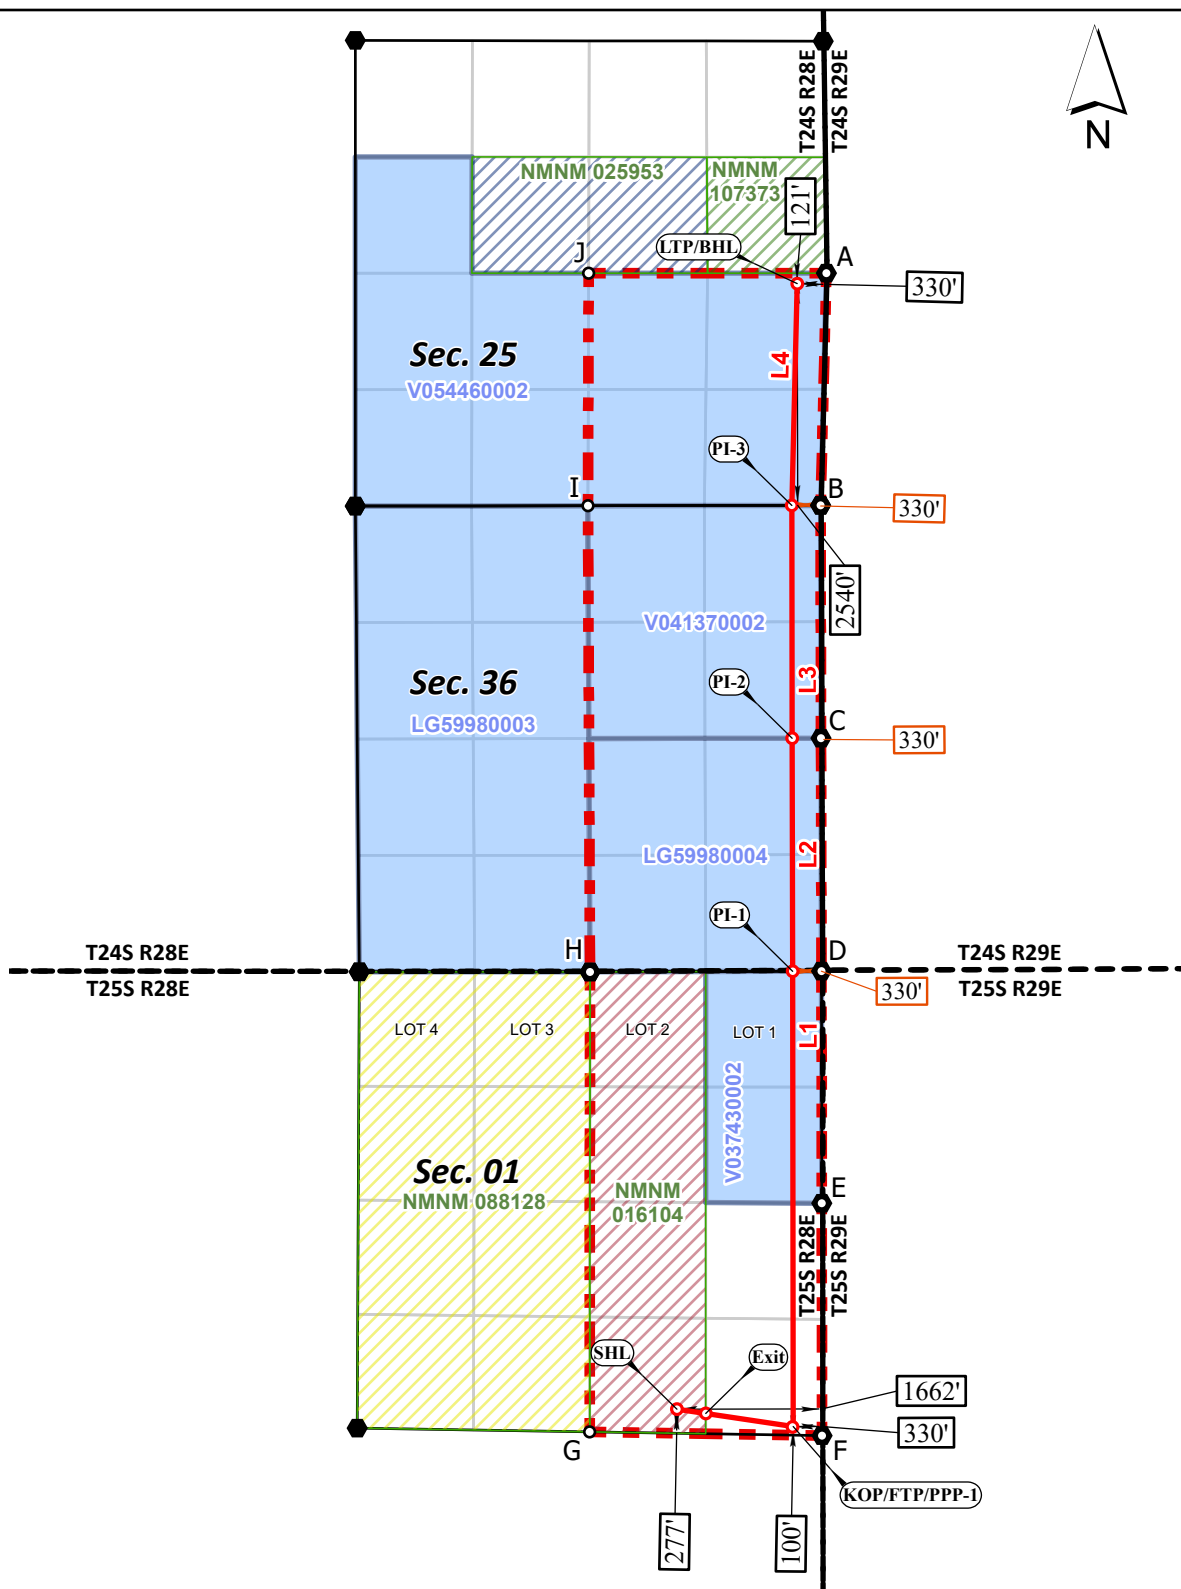 T24S R28E
T24S R29E
N
NMNM 025953
NMNM
107373
121'
LTP/BHL
J
A
330'
Sec. 25
V054460002
L4
PI-3
I
B
330'
2540'
V041370002
Sec. 36
LG59980003
PI-2
L3
C
330'
LG59980004
L2
PI-1
H
D
T24S R28E
T24S R29E
T25S R28E
T25S R29E
330'
LOT 4
LOT 3
LOT 2
LOT 1
L1
V037430002
Sec. 01
NMNM 088128
NMNM
016104
E
T25S R28E
T25S R29E
SHL
Exit
1662'
330'
G
F
KOP/FTP/PPP-1
277'
100'